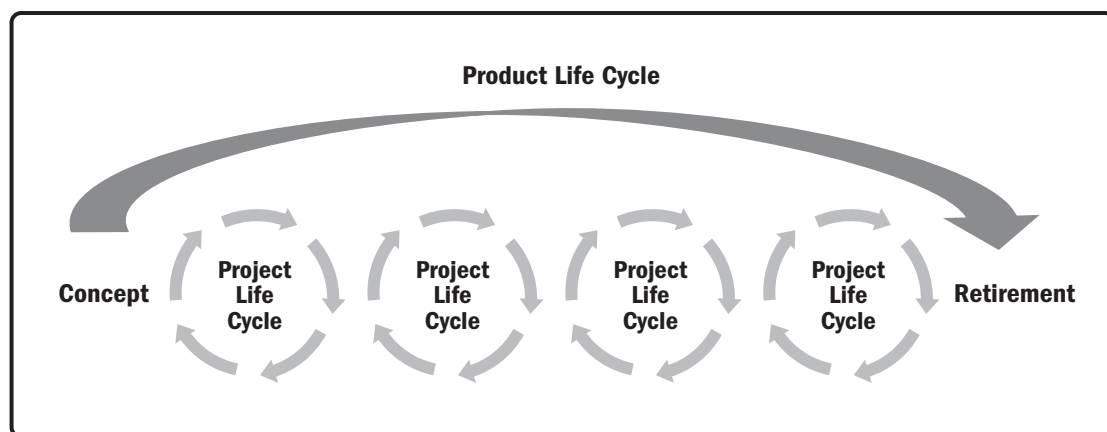 Product Life Cycle
Concept
Project
Life
Cycle
Project
Life
Cycle
Project
Life
Cycle
Project
Life
Cycle
Retirement